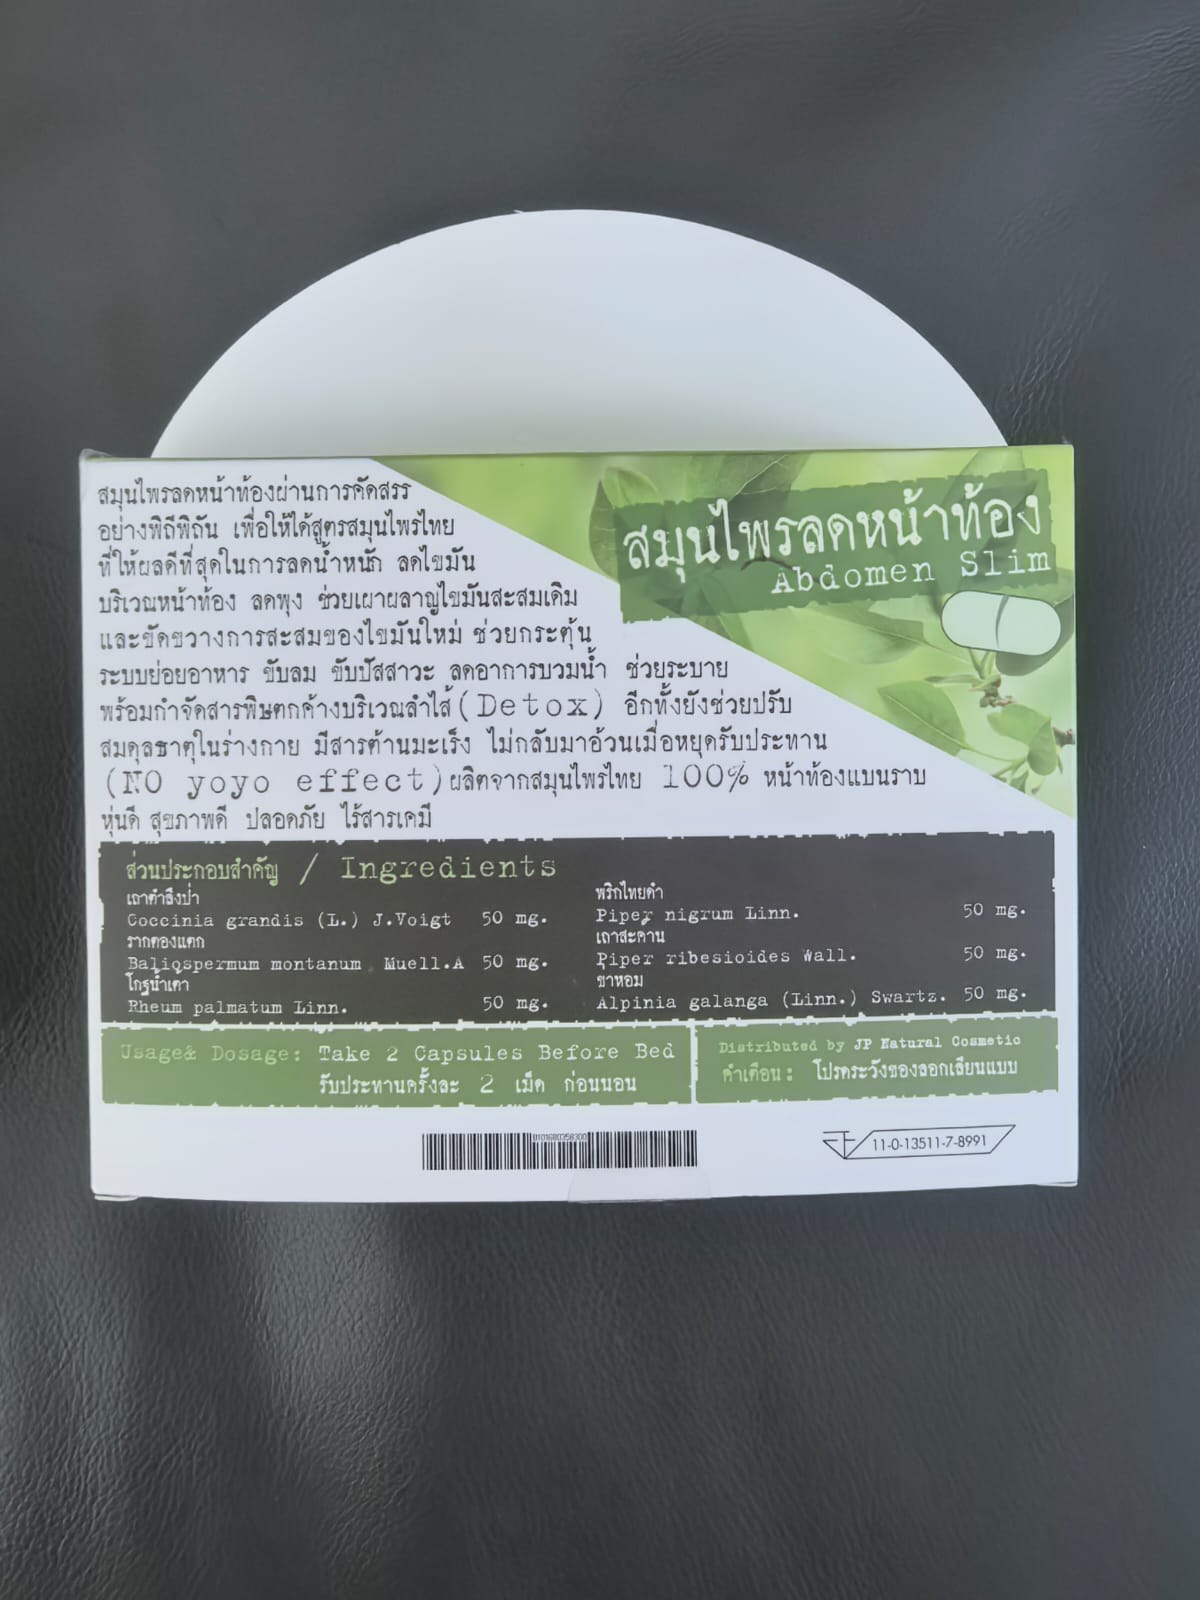 สมุนไพรลดหน้าท้องผ่านการคัดสรร
อย่างพิถีพิถัน เพื่อให้ได้สูตรสมุนไพรไทย
ที่ให้ผลดีที่สุดในการลดน้ำหนัก ลดไขมัน
บริเวณหน้าท้อง ลดพุง ช่วยเผาผลาญไขมันสะสมเดิม
และขัดขวางการสะสมของไขมันใหม่ ช่วยกระตุ้น
ระบบย่อยอาหาร ขับลม ขับปัสสาวะ ลดอาการบวมน้ำ ช่วยระบาย
พร้อมกำจัดสารพิษตกค้างบริเวณลำไส้(Detox) อีกทั้งยังช่วยปรับ
สมดุลธาตุในร่างกาย มีสารต้านมะเร็ง ไม่กลับมาอ้วนเมื่อหยุดรับประทาน
(NO yoyo effect)ผลิตจากสมุนไพรไทย 100% หน้าท้องแบนราบ
หุ่นดี สุขภาพดี ปลอดภัย ไร้สารเคมี
สมุนไพรลดหน้าท้อง
Abdomen Slim
ส่วนประกอบสำคัญ / Ingredients
เถาตำลึงป่า
Coccinia grandis (L.) J.Voigt 50 mg.
รากตองแตก
Baliospermum montanum Muell.A 50 mg.
โกฐน้ำเต้า
Rheum palmatum Linn. 50 mg.
พริกไทยดำ
Piper nigrum Linn. 50 mg.
เถาสะค้าน
Piper ribesioides Wall. 50 mg.
ข่าหอม
Alpinia galanga (Linn.) Swartz. 50 mg.
Usage& Dosage: Take 2 Capsules Before Bed
รับประทานครั้งละ 2 เม็ด ก่อนนอน
Distributed by JP Natural Cosmetic
คำเตือน: โปรดระวังของลอกเลียนแบบ
8101680358300
11-0-13511-7-8991